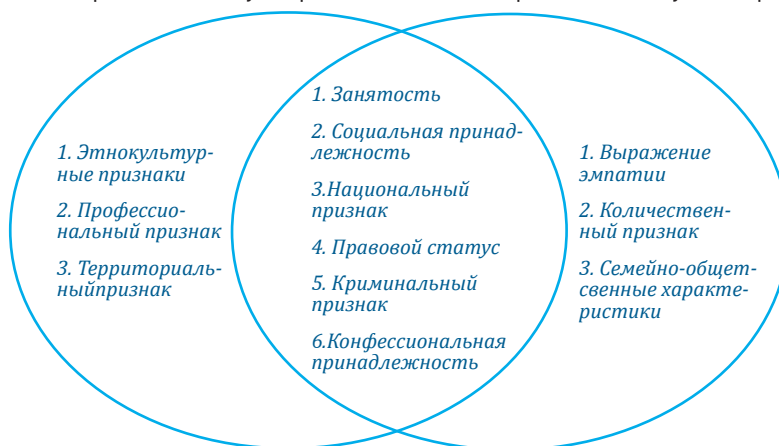 1. Этнокультур-
ные признаки
2. Профессио-
нальный признак
3. Территориаль-
ныйпризнак
1. Занятость
2. Социальная принад-
лежность
3.Национальный
признак
4. Правовой статус
5. Криминальный
признак
6.Конфессиональная
принадлежность
1. Выражение
эмпатии
2. Количествен-
ный признак
3. Семейно-общет-
свенные характе-
ристики